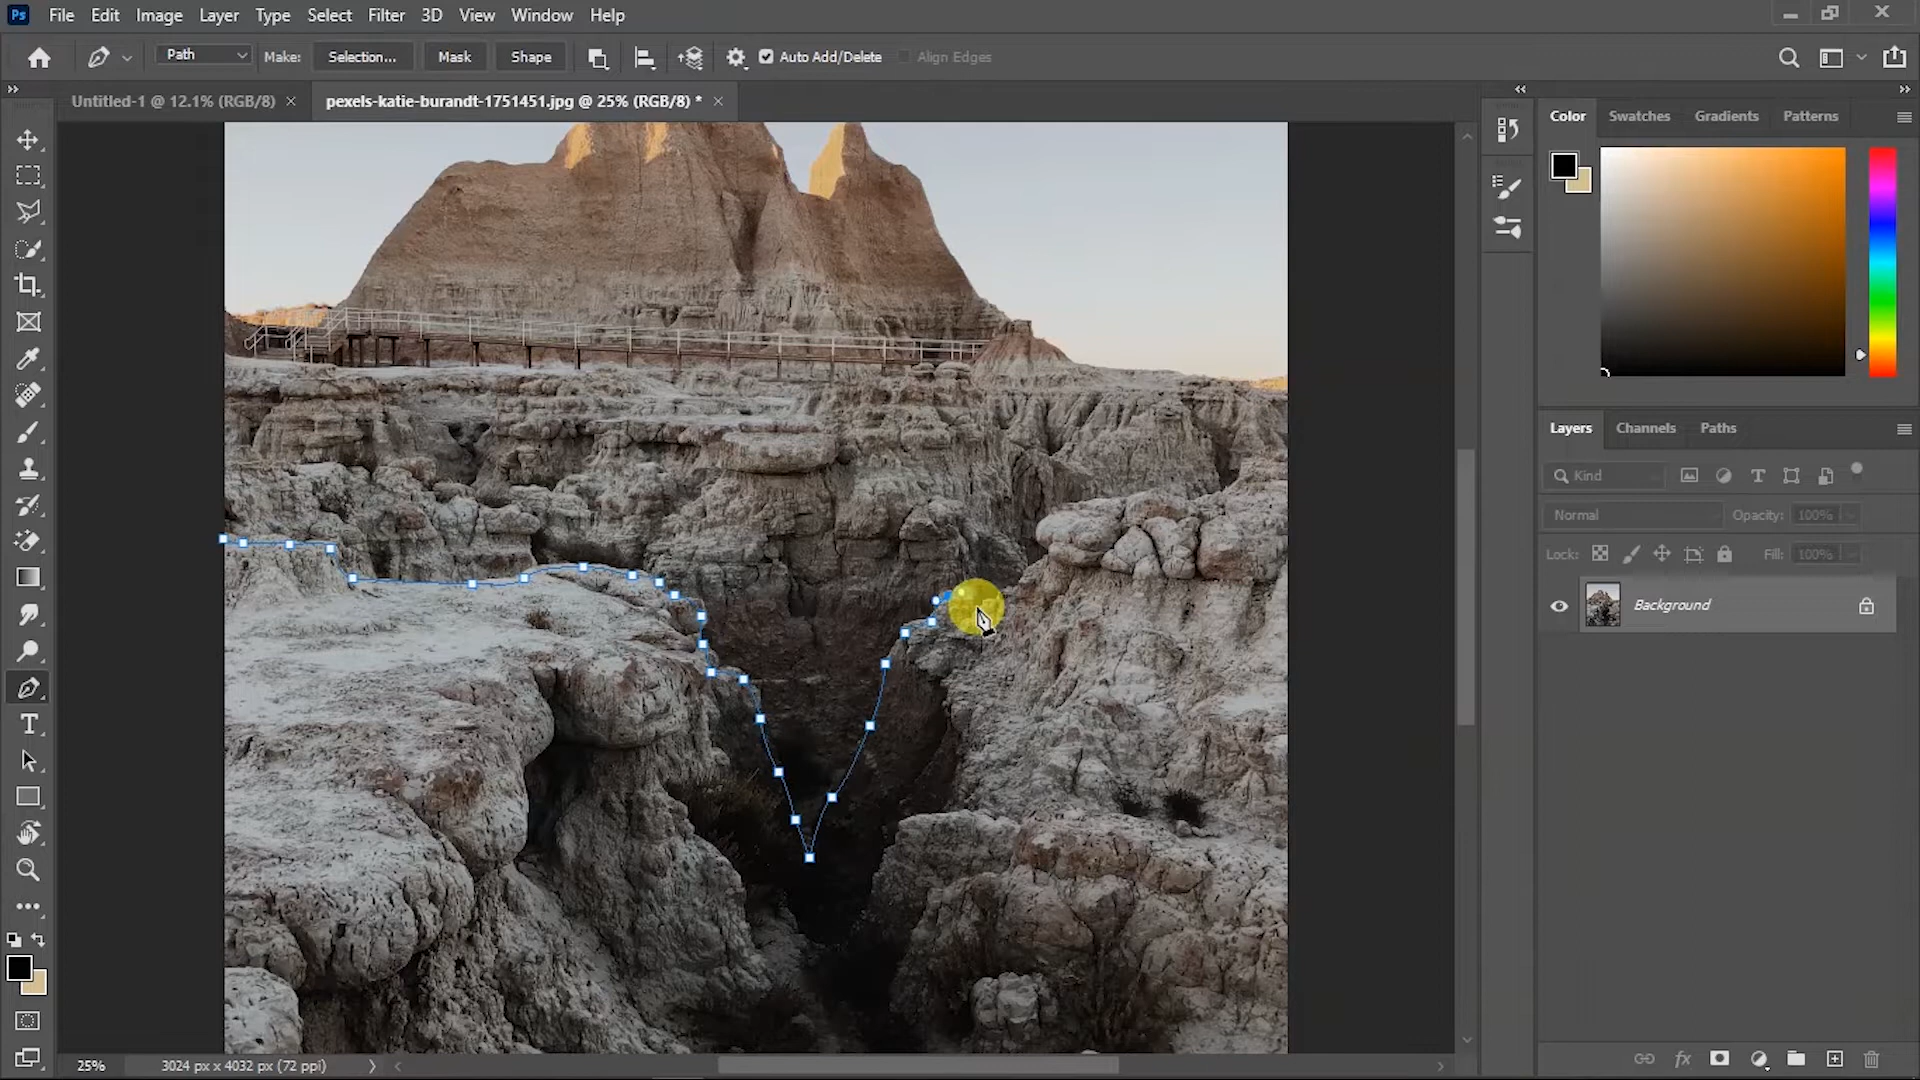 Ps File Edit Image Layer Type Select Filter 3D View Window Help
Path Make: Selection... Mask Shape Auto Add/Delete Align Edges
Untitled-1 @ 12.1% (RGB/8) pexels-katie-burandt-1751451.jpg @ 25% (RGB/8) *
Color Swatches Gradients Patterns
Layers Channels Paths
Kind
Normal Opacity: 100%
Lock: Fill: 100%
Background
25% 3024 px x 4032 px (72 ppi)